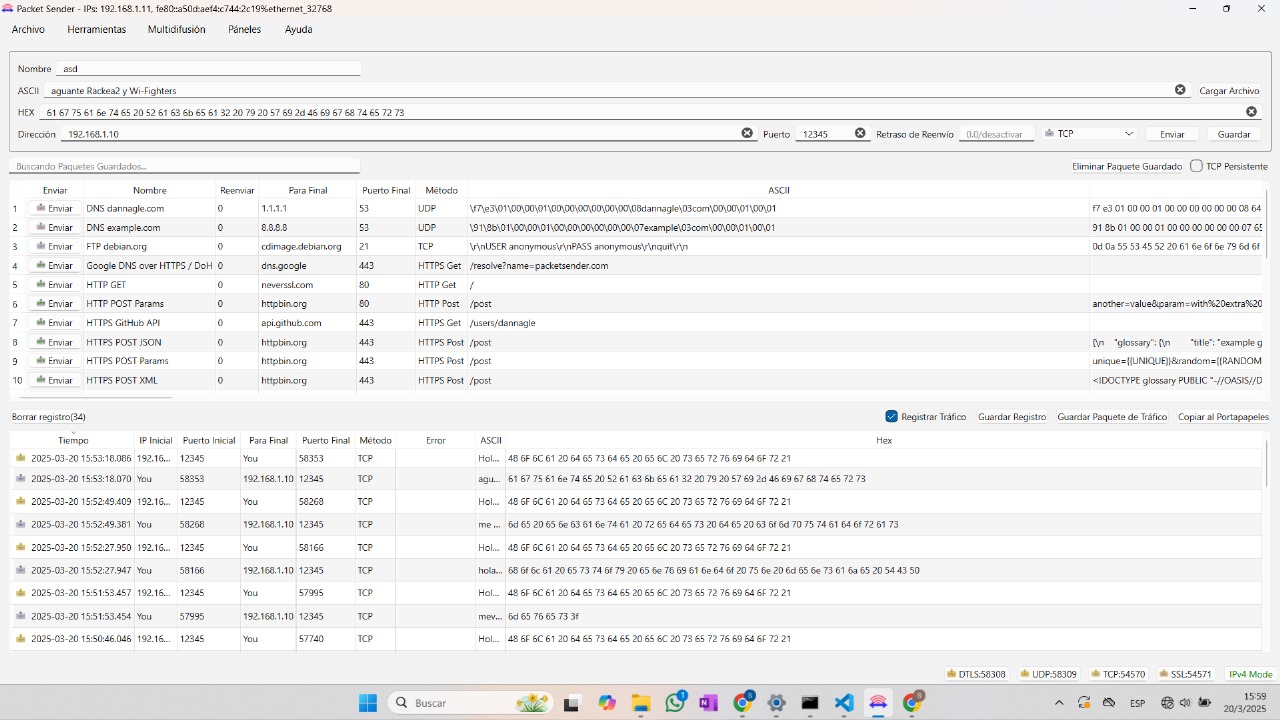 Packet Sender - IPs: 192.168.1.11, fe80::a50d:aef4:c744:2c19%ethernet_32768
Archivo Herramientas Multidifusión Páneles Ayuda
Nombre asd
ASCII aguante Rackea2 y Wi-Fighters Cargar Archivo
HEX 61 67 75 61 6e 74 65 20 52 61 63 6b 65 61 32 20 79 20 57 69 2d 46 69 67 68 74 65 72 73
Dirección 192.168.1.10 Puerto 12345 Retraso de Reenvío 0.0/desactivar TCP Enviar Guardar
Buscando Paquetes Guardados... Eliminar Paquete Guardado TCP Persistente
Enviar Nombre Reenviar Para Final Puerto Final Método ASCII
1 Enviar DNS dannagle.com 0 1.1.1.1 53 UDP \f7\e3\01\00\00\01\00\00\00\00\00\00\08dannagle\03com\00\00\01\00\01 f7 e3 01 00 00 01 00 00 00 00 00 00 08 64
2 Enviar DNS example.com 0 8.8.8.8 53 UDP \91\8b\01\00\00\01\00\00\00\00\00\00\07example\03com\00\00\01\00\01 91 8b 01 00 00 01 00 00 00 00 00 00 07 65
3 Enviar FTP debian.org 0 cdimage.debian.org 21 TCP \r\nUSER anonymous\r\nPASS anonymous\r\nquit\r\n 0d 0a 55 53 45 52 20 61 6e 6f 6e 79 6d 6f
4 Enviar Google DNS over HTTPS / DoH 0 dns.google 443 HTTPS Get /resolve?name=packetsender.com
5 Enviar HTTP GET 0 neverssl.com 80 HTTP Get /
6 Enviar HTTP POST Params 0 httpbin.org 80 HTTP Post /post another=value&param=with%20extra%20
7 Enviar HTTPS GitHub API 0 api.github.com 443 HTTPS Get /users/dannagle
8 Enviar HTTPS POST JSON 0 httpbin.org 443 HTTPS Post /post {\n "glossary": {\n "title": "example g
9 Enviar HTTPS POST Params 0 httpbin.org 443 HTTPS Post /post unique={{UNIQUE}}&random={{RANDOM
10 Enviar HTTPS POST XML 0 httpbin.org 443 HTTPS Post /post <!DOCTYPE glossary PUBLIC "-//OASIS//D
Borrar registro(34) Registrar Tráfico Guardar Registro Guardar Paquete de Tráfico Copiar al Portapapeles
Tiempo IP Inicial Puerto Inicial Para Final Puerto Final Método Error ASCII Hex
2025-03-20 15:53:18.086 192.16... 12345 You 58353 TCP Hol... 48 6F 6C 61 20 64 65 73 64 65 20 65 6C 20 73 65 72 76 69 64 6F 72 21
2025-03-20 15:53:18.070 You 58353 192.168.1.10 12345 TCP agu... 61 67 75 61 6e 74 65 20 52 61 63 6b 65 61 32 20 79 20 57 69 2d 46 69 67 68 74 65 72 73
2025-03-20 15:52:49.409 192.16... 12345 You 58268 TCP Hol... 48 6F 6C 61 20 64 65 73 64 65 20 65 6C 20 73 65 72 76 69 64 6F 72 21
2025-03-20 15:52:49.381 You 58268 192.168.1.10 12345 TCP me ... 6d 65 20 65 6e 63 61 6e 74 61 20 72 65 64 65 73 20 64 65 20 63 6f 6d 70 75 74 61 64 6f 72 61 73
2025-03-20 15:52:27.950 192.16... 12345 You 58166 TCP Hol... 48 6F 6C 61 20 64 65 73 64 65 20 65 6C 20 73 65 72 76 69 64 6F 72 21
2025-03-20 15:52:27.947 You 58166 192.168.1.10 12345 TCP hola... 68 6f 6c 61 20 65 73 74 6f 79 20 65 6e 76 69 61 6e 64 6f 20 75 6e 20 6d 65 6e 73 61 6a 65 20 54 43 50
2025-03-20 15:51:53.457 192.16... 12345 You 57995 TCP Hol... 48 6F 6C 61 20 64 65 73 64 65 20 65 6C 20 73 65 72 76 69 64 6F 72 21
2025-03-20 15:51:53.454 You 57995 192.168.1.10 12345 TCP mev... 6d 65 76 65 73 3f
2025-03-20 15:50:46.046 192.16... 12345 You 57740 TCP Hol... 48 6F 6C 61 20 64 65 73 64 65 20 65 6C 20 73 65 72 76 69 64 6F 72 21
DTLS:58308 UDP:58309 TCP:54570 SSL:54571 IPv4 Mode
Buscar ESP 15:59
20/3/2025